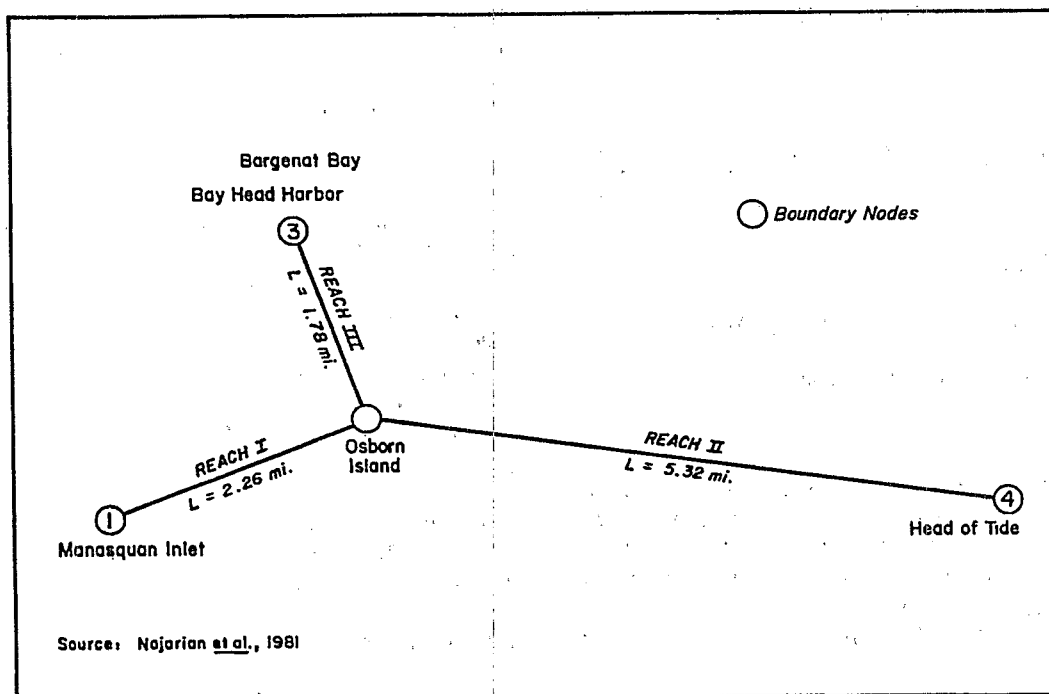 Bargenat Bay
Bay Head Harbor
3
Boundary Nodes
REACH III
L = 1.78 mi.
Osborn
Island
REACH I
L = 2.26 mi.
REACH II
L = 5.32 mi.
1
Manasquan Inlet
4
Head of Tide
Source: Najarian et al., 1981